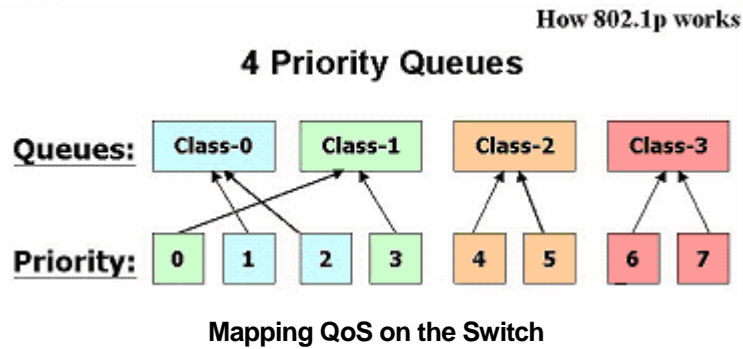 How 802.1p works
4 Priority Queues
Queues: Class-0 Class-1 Class-2 Class-3
Priority: 0 1 2 3 4 5 6 7
Mapping QoS on the Switch